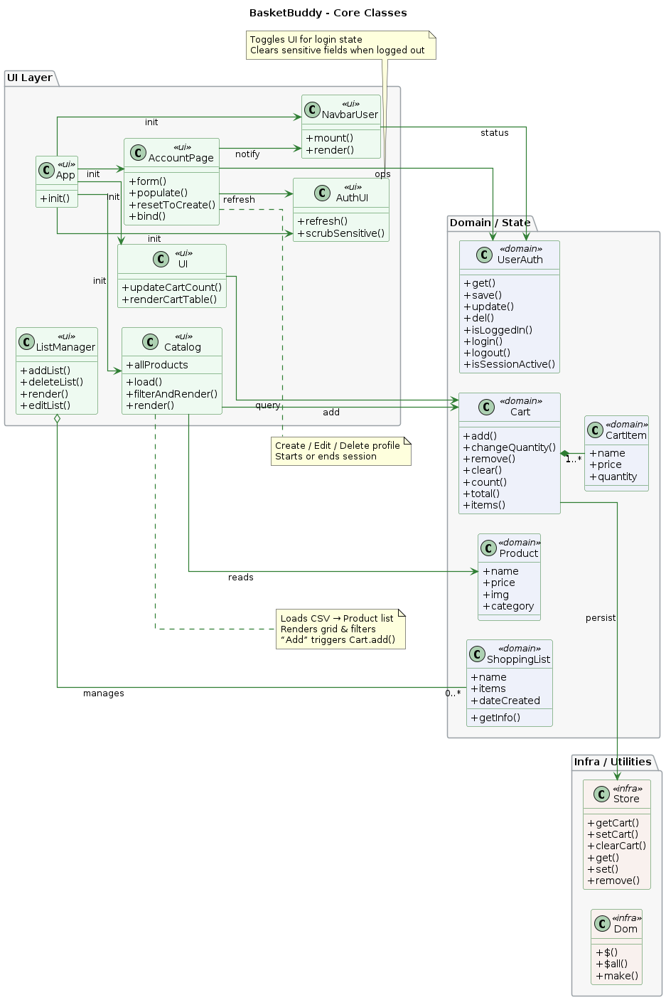 BasketBuddy - Core Classes
Toggles UI for login state
Clears sensitive fields when logged out
UI Layer
C «ui» NavbarUser
+mount()
+render()
init
status
C «ui» AccountPage
+form()
+populate()
+resetToCreate()
+bind()
notify
C «ui» App
+init()
init
ops
C «ui» AuthUI
+refresh()
+scrubSensitive()
refresh
init
init
C «ui» UI
+updateCartCount()
+renderCartTable()
init
C «ui» ListManager
+addList()
+deleteList()
+render()
+editList()
C «ui» Catalog
+allProducts
+load()
+filterAndRender()
+render()
query
add
Create / Edit / Delete profile
Starts or ends session
Domain / State
C «domain» UserAuth
+get()
+save()
+update()
+del()
+isLoggedIn()
+login()
+logout()
+isSessionActive()
C «domain» Cart
+add()
+changeQuantity()
+remove()
+clear()
+count()
+total()
+items()
C «domain» CartItem
+name
+price
+quantity
1
1..*
C «domain» Product
+name
+price
+img
+category
reads
persist
Loads CSV → Product list
Renders grid & filters
“Add” triggers Cart.add()
C «domain» ShoppingList
+name
+items
+dateCreated
+getInfo()
manages
0..*
Infra / Utilities
C «infra» Store
+getCart()
+setCart()
+clearCart()
+get()
+set()
+remove()
C «infra» Dom
+$()
+$all()
+make()